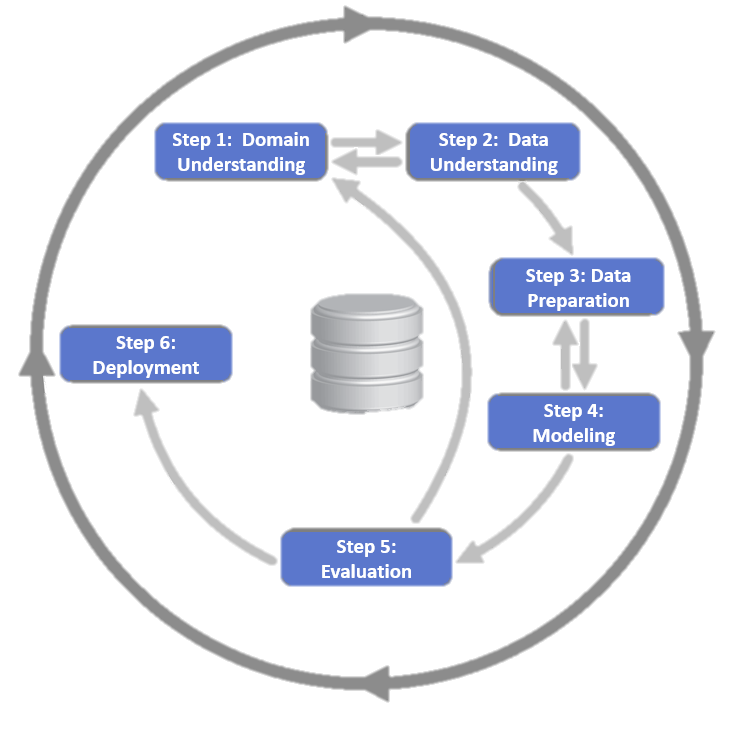 Step 1:  Domain
Understanding
Step 2:  Data
Understanding
Step 3: Data
Preparation
Step 4:
Modeling
Step 5:
Evaluation
Step 6:
Deployment